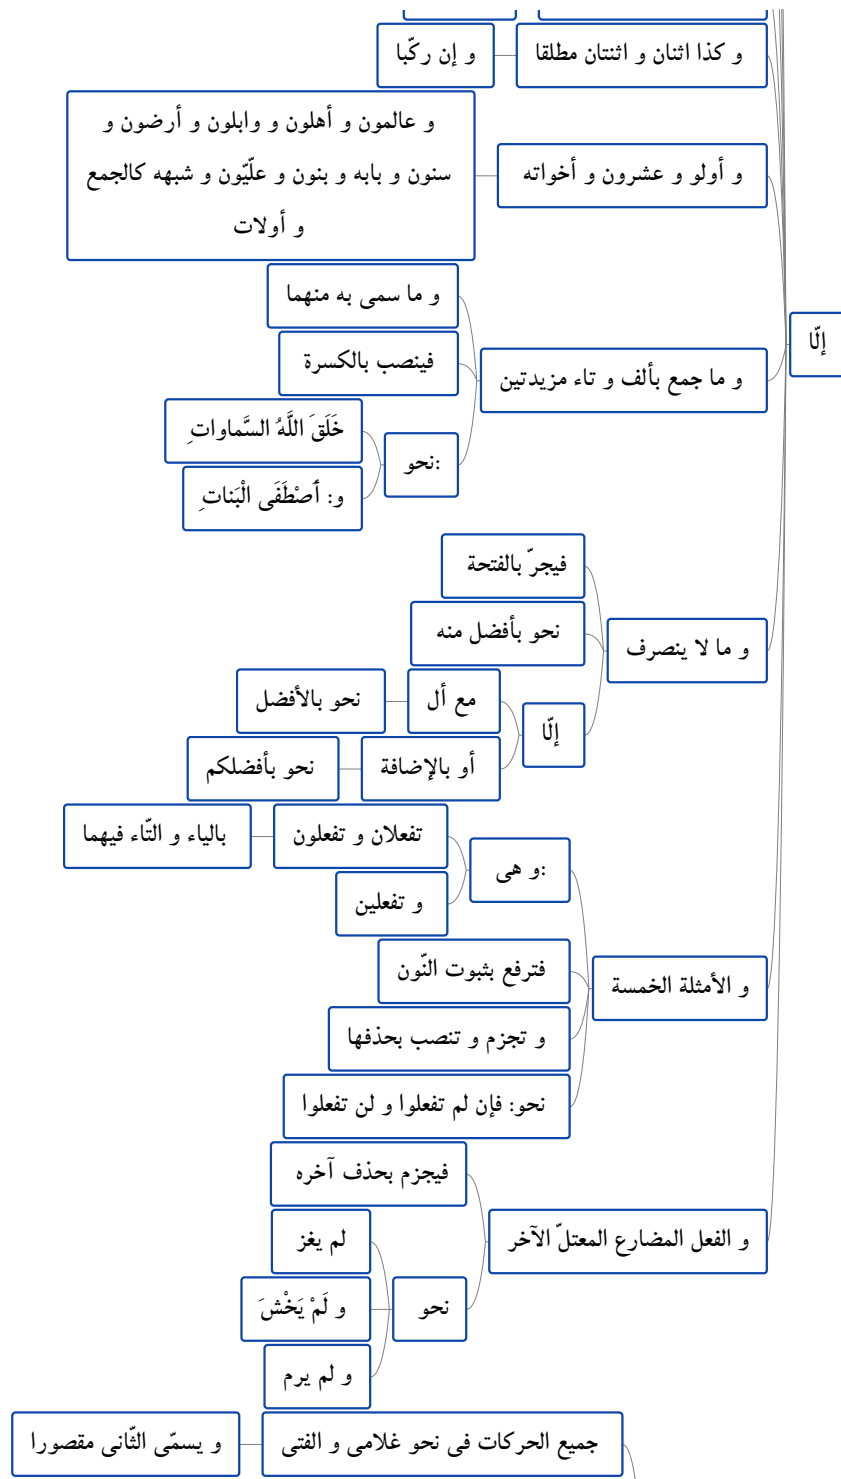 إلّا
و كذا اثنان و اثنتان مطلقا
و إن ركّبا
و أولو و عشرون و أخواته
و عالمون و أهلون و وابلون و أرضون و
سنون و بابه و بنون و علّيّون و شبهه كالجمع
و أولات
و ما جمع بألف و تاء مزيدتين
و ما سمى به منهما
فينصب بالكسرة
نحو:
خَلَقَ اللَّهُ السَّماواتِ
و: أَصْطَفَى الْبَناتِ
و ما لا ينصرف
فيجرّ بالفتحة
نحو بأفضل منه
إلّا
مع أل
نحو بالأفضل
أو بالإضافة
نحو بأفضلكم
و الأمثلة الخمسة
و هى:
تفعلان و تفعلون
بالياء و التّاء فيهما
و تفعلين
فترفع بثبوت النّون
و تجزم و تنصب بحذفها
نحو: فإن لم تفعلوا و لن تفعلوا
و الفعل المضارع المعتلّ الآخر
فيجزم بحذف آخره
نحو
لم يغز
و لَمْ يَخْشَ
و لم يرم
جميع الحركات فى نحو غلامى و الفتى
و يسمّى الثّانى مقصورا